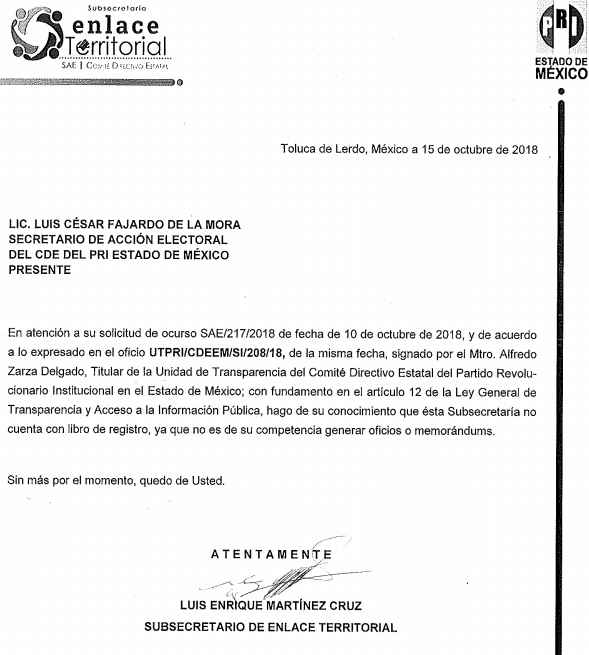 Subsecretaría
enlace
Territorial
SAE | COMITÉ DIRECTIVO ESTATAL
PRI
ESTADO DE
MÉXICO
Toluca de Lerdo, México a 15 de octubre de 2018
LIC. LUIS CÉSAR FAJARDO DE LA MORA
SECRETARIO DE ACCIÓN ELECTORAL
DEL CDE DEL PRI ESTADO DE MÉXICO
PRESENTE
En atención a su solicitud de ocurso SAE/217/2018 de fecha de 10 de octubre de 2018, y de acuerdo
a lo expresado en el oficio UTPRI/CDEEM/SI/208/18, de la misma fecha, signado por el Mtro. Alfredo
Zarza Delgado, Titular de la Unidad de Transparencia del Comité Directivo Estatal del Partido Revolu-
cionario Institucional en el Estado de México; con fundamento en el artículo 12 de la Ley General de
Transparencia y Acceso a la Información Pública, hago de su conocimiento que ésta Subsecretaría no
cuenta con libro de registro, ya que no es de su competencia generar oficios o memorándums.
Sin más por el momento, quedo de Usted.
ATENTAMENTE
LUIS ENRIQUE MARTÍNEZ CRUZ
SUBSECRETARIO DE ENLACE TERRITORIAL